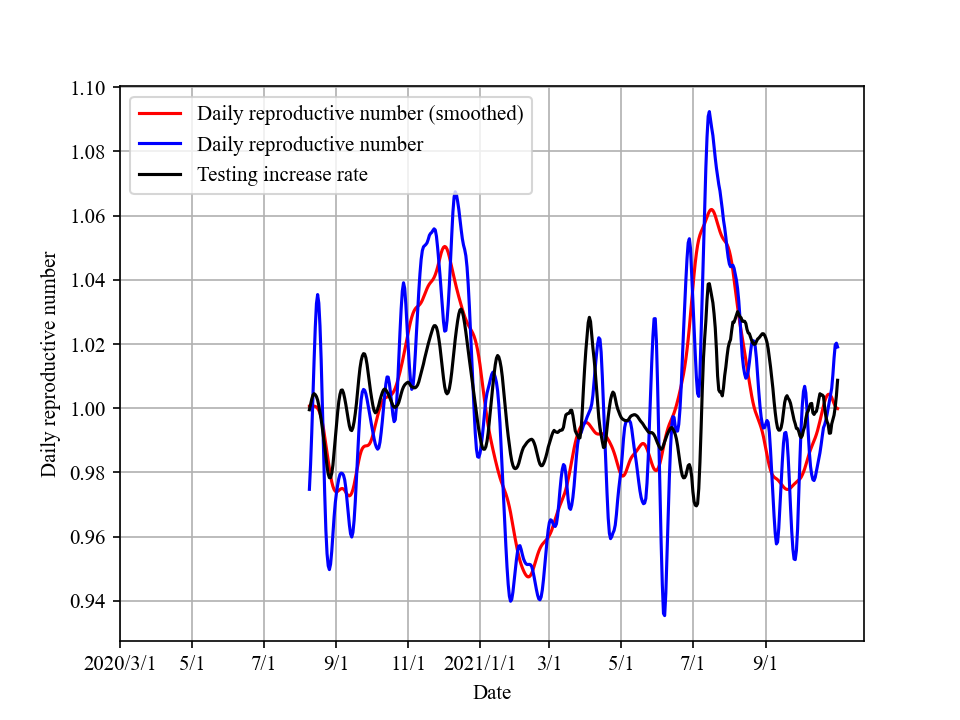 1.10
1.08
1.06
1.04
1.02
1.00
0.98
0.96
0.94
Daily reproductive number
Daily reproductive number (smoothed)
Daily reproductive number
Testing increase rate
2020/3/1 5/1 7/1 9/1 11/1 2021/1/1 3/1 5/1 7/1 9/1
Date